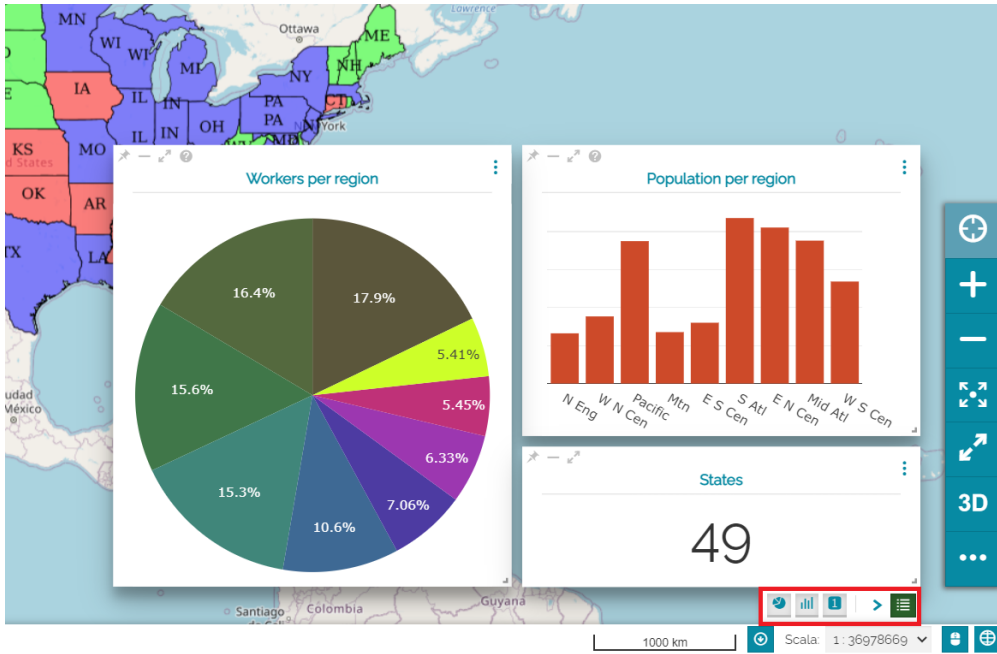 Lawrence
MN
Ottawa
ME
WI
WI
MI
NY
NH
IA
IL
IN
PA
CT
PA
OH
York
KS
MO
IL
IN
d States
OK
AR
TX
LA
Workers per region
16.4%
17.9%
5.41%
15.6%
5.45%
6.33%
15.3%
7.06%
10.6%
Population per region
N Eng
W N Cen
Pacific
Mtn
E S Cen
S Atl
E N Cen
Mid Atl
W S Cen
States
49
udad
México
3D
Santiago
Colombia
Guyana
1
1000 km
Scala:
1 : 36978669